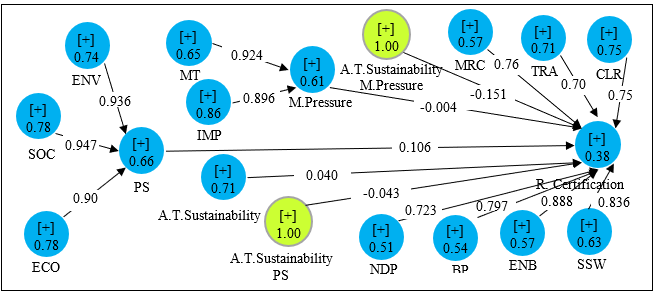 [+]
0.74
ENV
[+]
0.65
MT
[+]
1.00
A.T.Sustainability
M.Pressure
[+]
0.57
MRC
[+]
0.71
TRA
[+]
0.75
CLR
0.924
[+]
0.61
M.Pressure
0.76
0.70
0.75
[+]
0.86
IMP
0.896
-0.151
-0.004
0.936
[+]
0.78
SOC
0.947
[+]
0.66
PS
0.106
[+]
0.38
R. Certification
0.90
[+]
0.71
A.T.Sustainability
0.040
-0.043
[+]
1.00
A.T.Sustainability
PS
[+]
0.78
ECO
0.723
0.797
0.888
0.836
[+]
0.51
NDP
[+]
0.54
BP
[+]
0.57
ENB
[+]
0.63
SSW